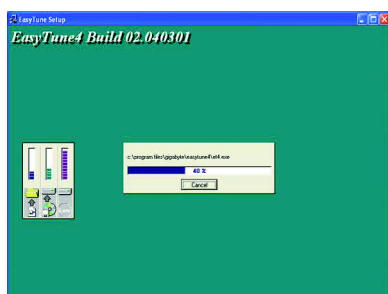 EasyTune Setup
EasyTune4 Build 02.040301
c:\program files\gigabyte\easytune4\et4.exe
40 %
Cancel